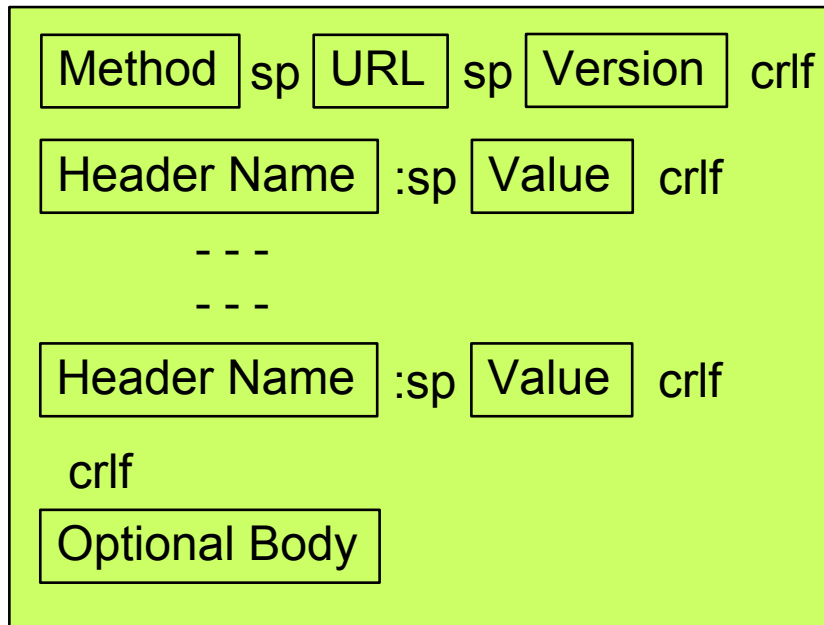 Method sp URL sp Version crlf
Header Name :sp Value crlf
- - -
- - -
Header Name :sp Value crlf
crlf
Optional Body